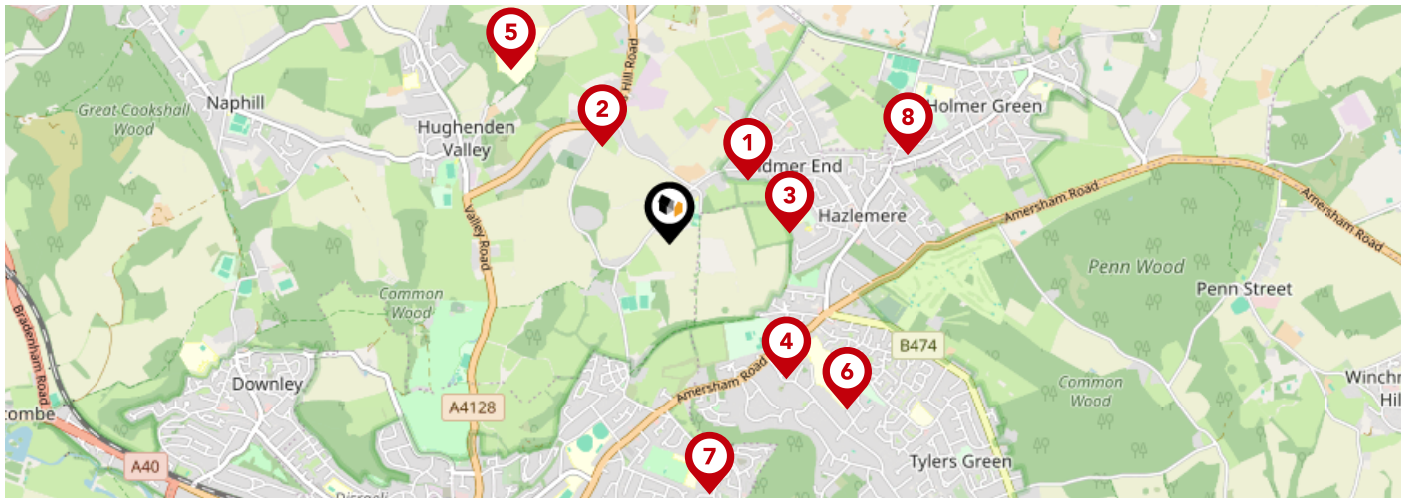 5
Hill Road
2
Naphill
Great-Cookshall
Wood
Hughenden
Valley
1
8
Holmer Green
dmer End
3
Hazlemere
Amersham Road
Amersham Road
Valley Road
Penn Wood
Penn Street
Common
Wood
Bradenham Road
4
B474
6
Amersham Road
Downley
Common
Wood
Winchm
Hil
combe
A4128
7
Tylers Green
A40